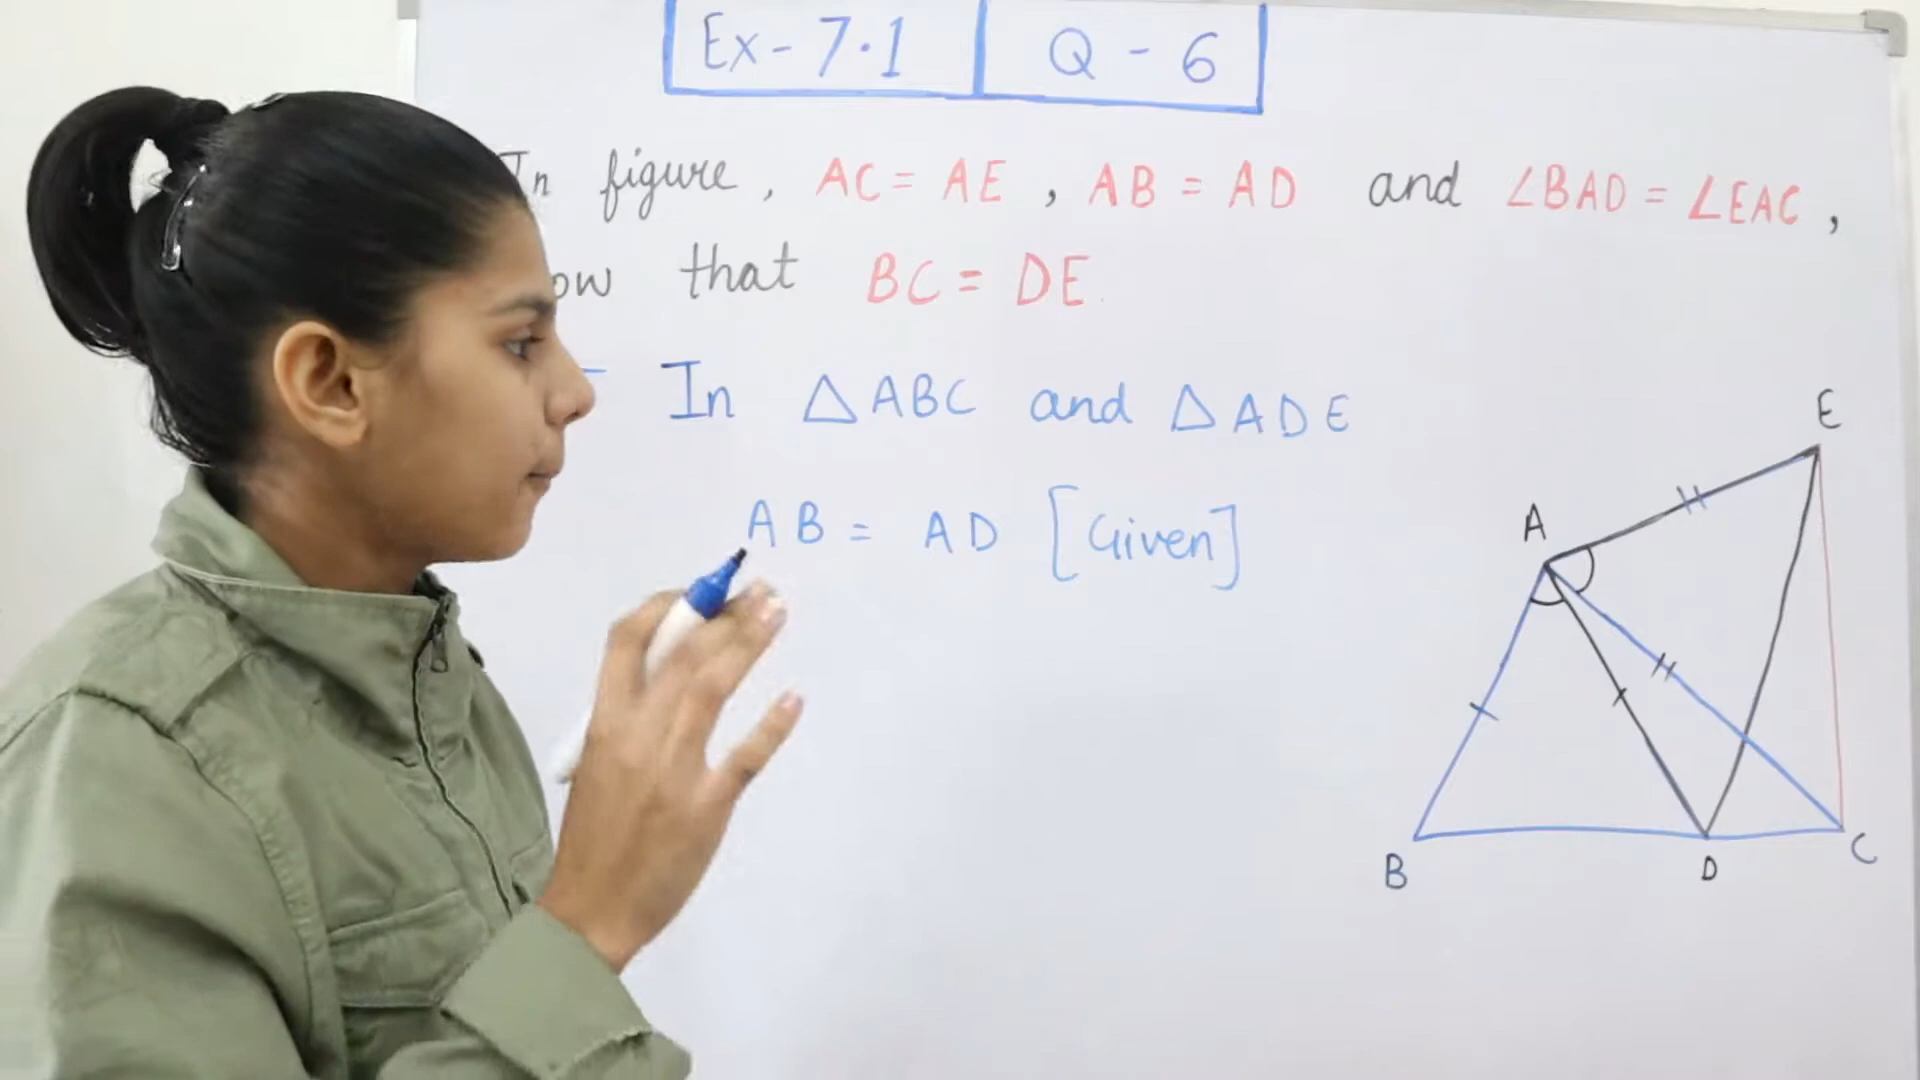 Ex-7.1 Q - 6
In figure, AC = AE, AB = AD and ∠BAD = ∠EAC,
that BC = DE.
In △ABC and △ADE
AB = AD [Given]
E
A
B
D
C